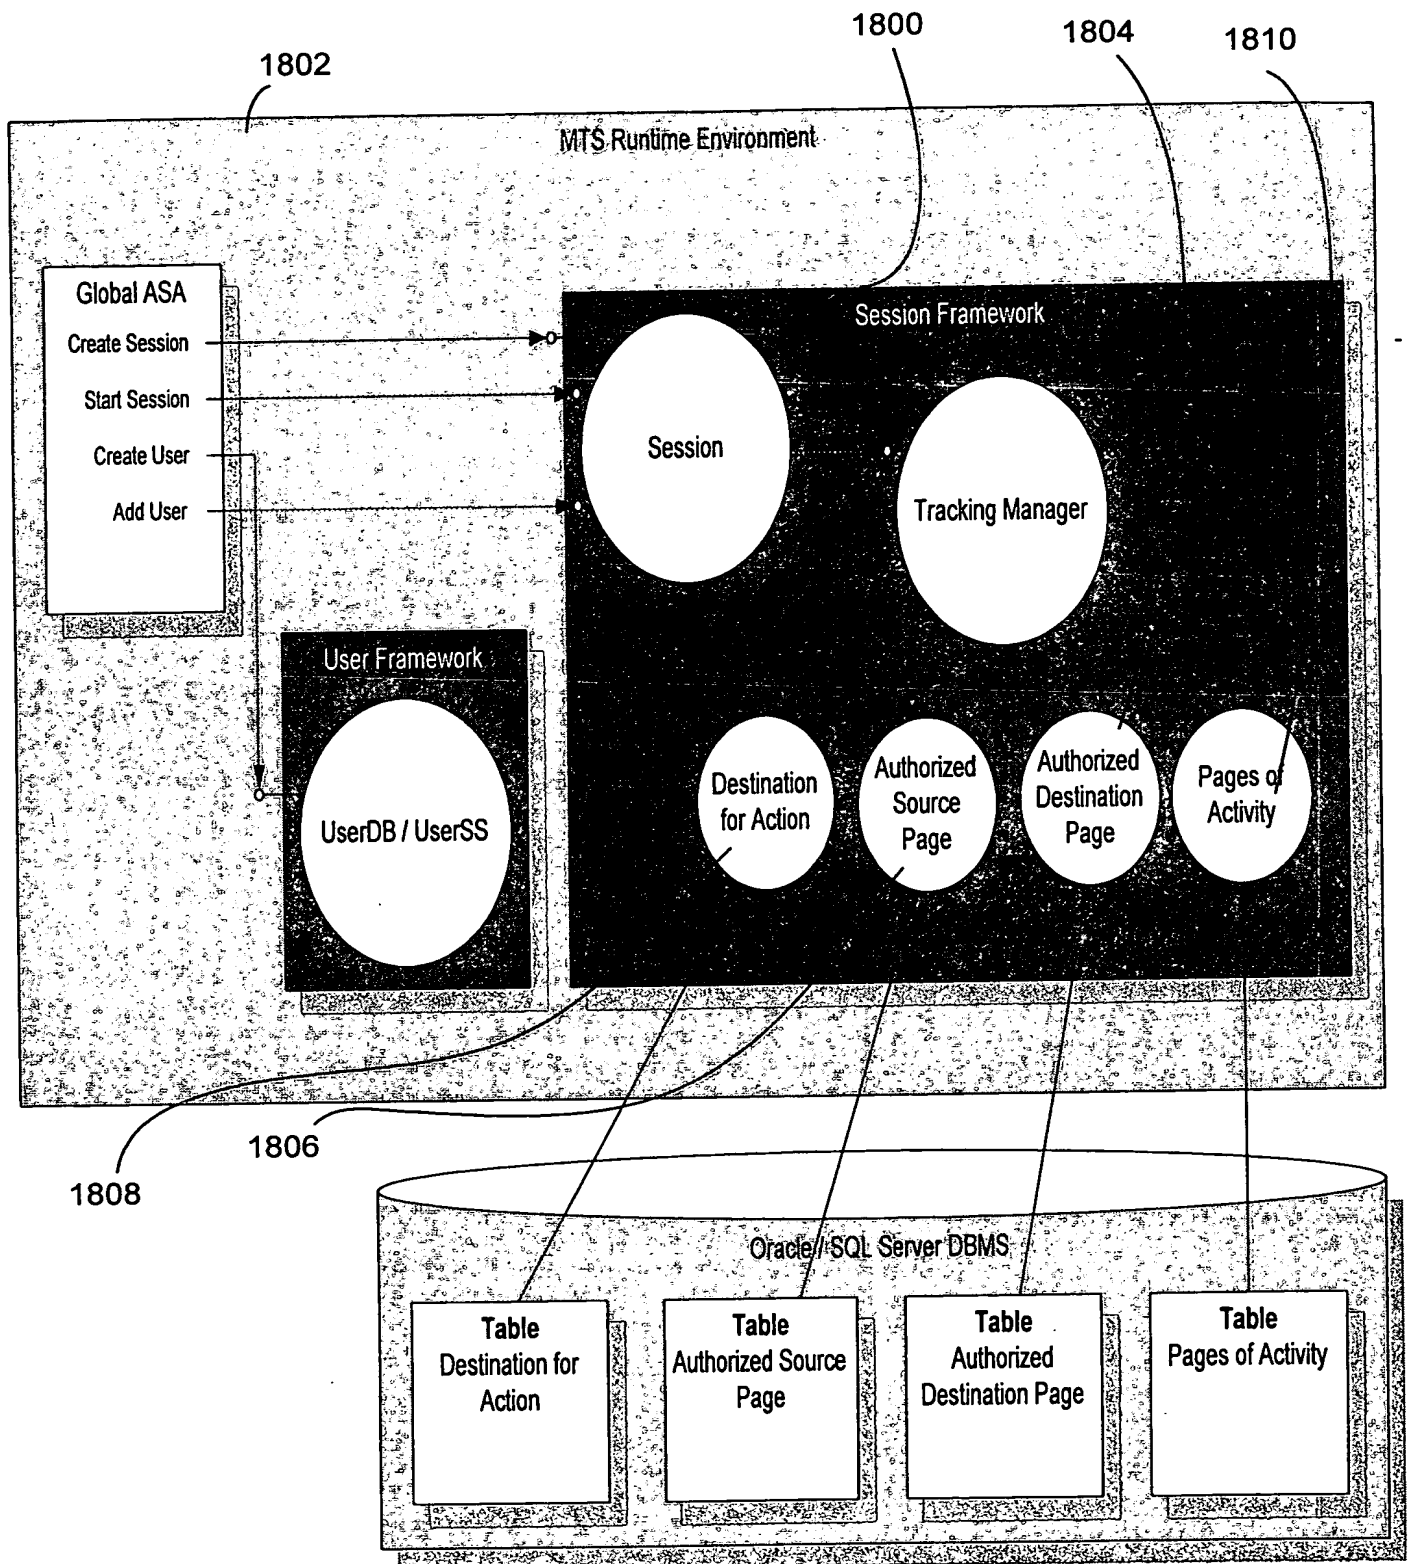 1800
1804
1810
1802
MTS Runtime Environment
Global ASA
Create Session
Start Session
Create User
Add User
Session Framework
Session
Tracking Manager
User Framework
UserDB / UserSS
Destination
for Action
Authorized
Source
Page
Authorized
Destination
Page
Pages of
Activity
1808
1806
Oracle// SQL Server DBMS
Table
Destination for
Action
Table
Authorized Source
Page
Table
Authorized
Destination Page
Table
Pages of Activity